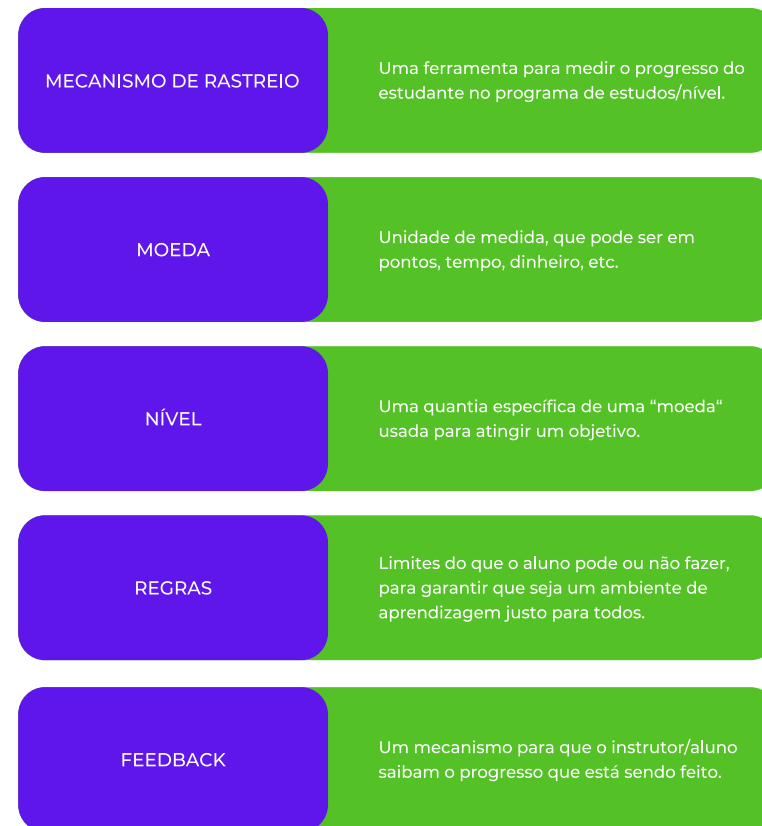 MECANISMO DE RASTREIO
Uma ferramenta para medir o progresso do
estudante no programa de estudos/nível.
MOEDA
Unidade de medida, que pode ser em
pontos, tempo, dinheiro, etc.
NÍVEL
Uma quantia específica de uma “moeda“
usada para atingir um objetivo.
REGRAS
Limites do que o aluno pode ou não fazer,
para garantir que seja um ambiente de
aprendizagem justo para todos.
FEEDBACK
Um mecanismo para que o instrutor/aluno
saibam o progresso que está sendo feito.